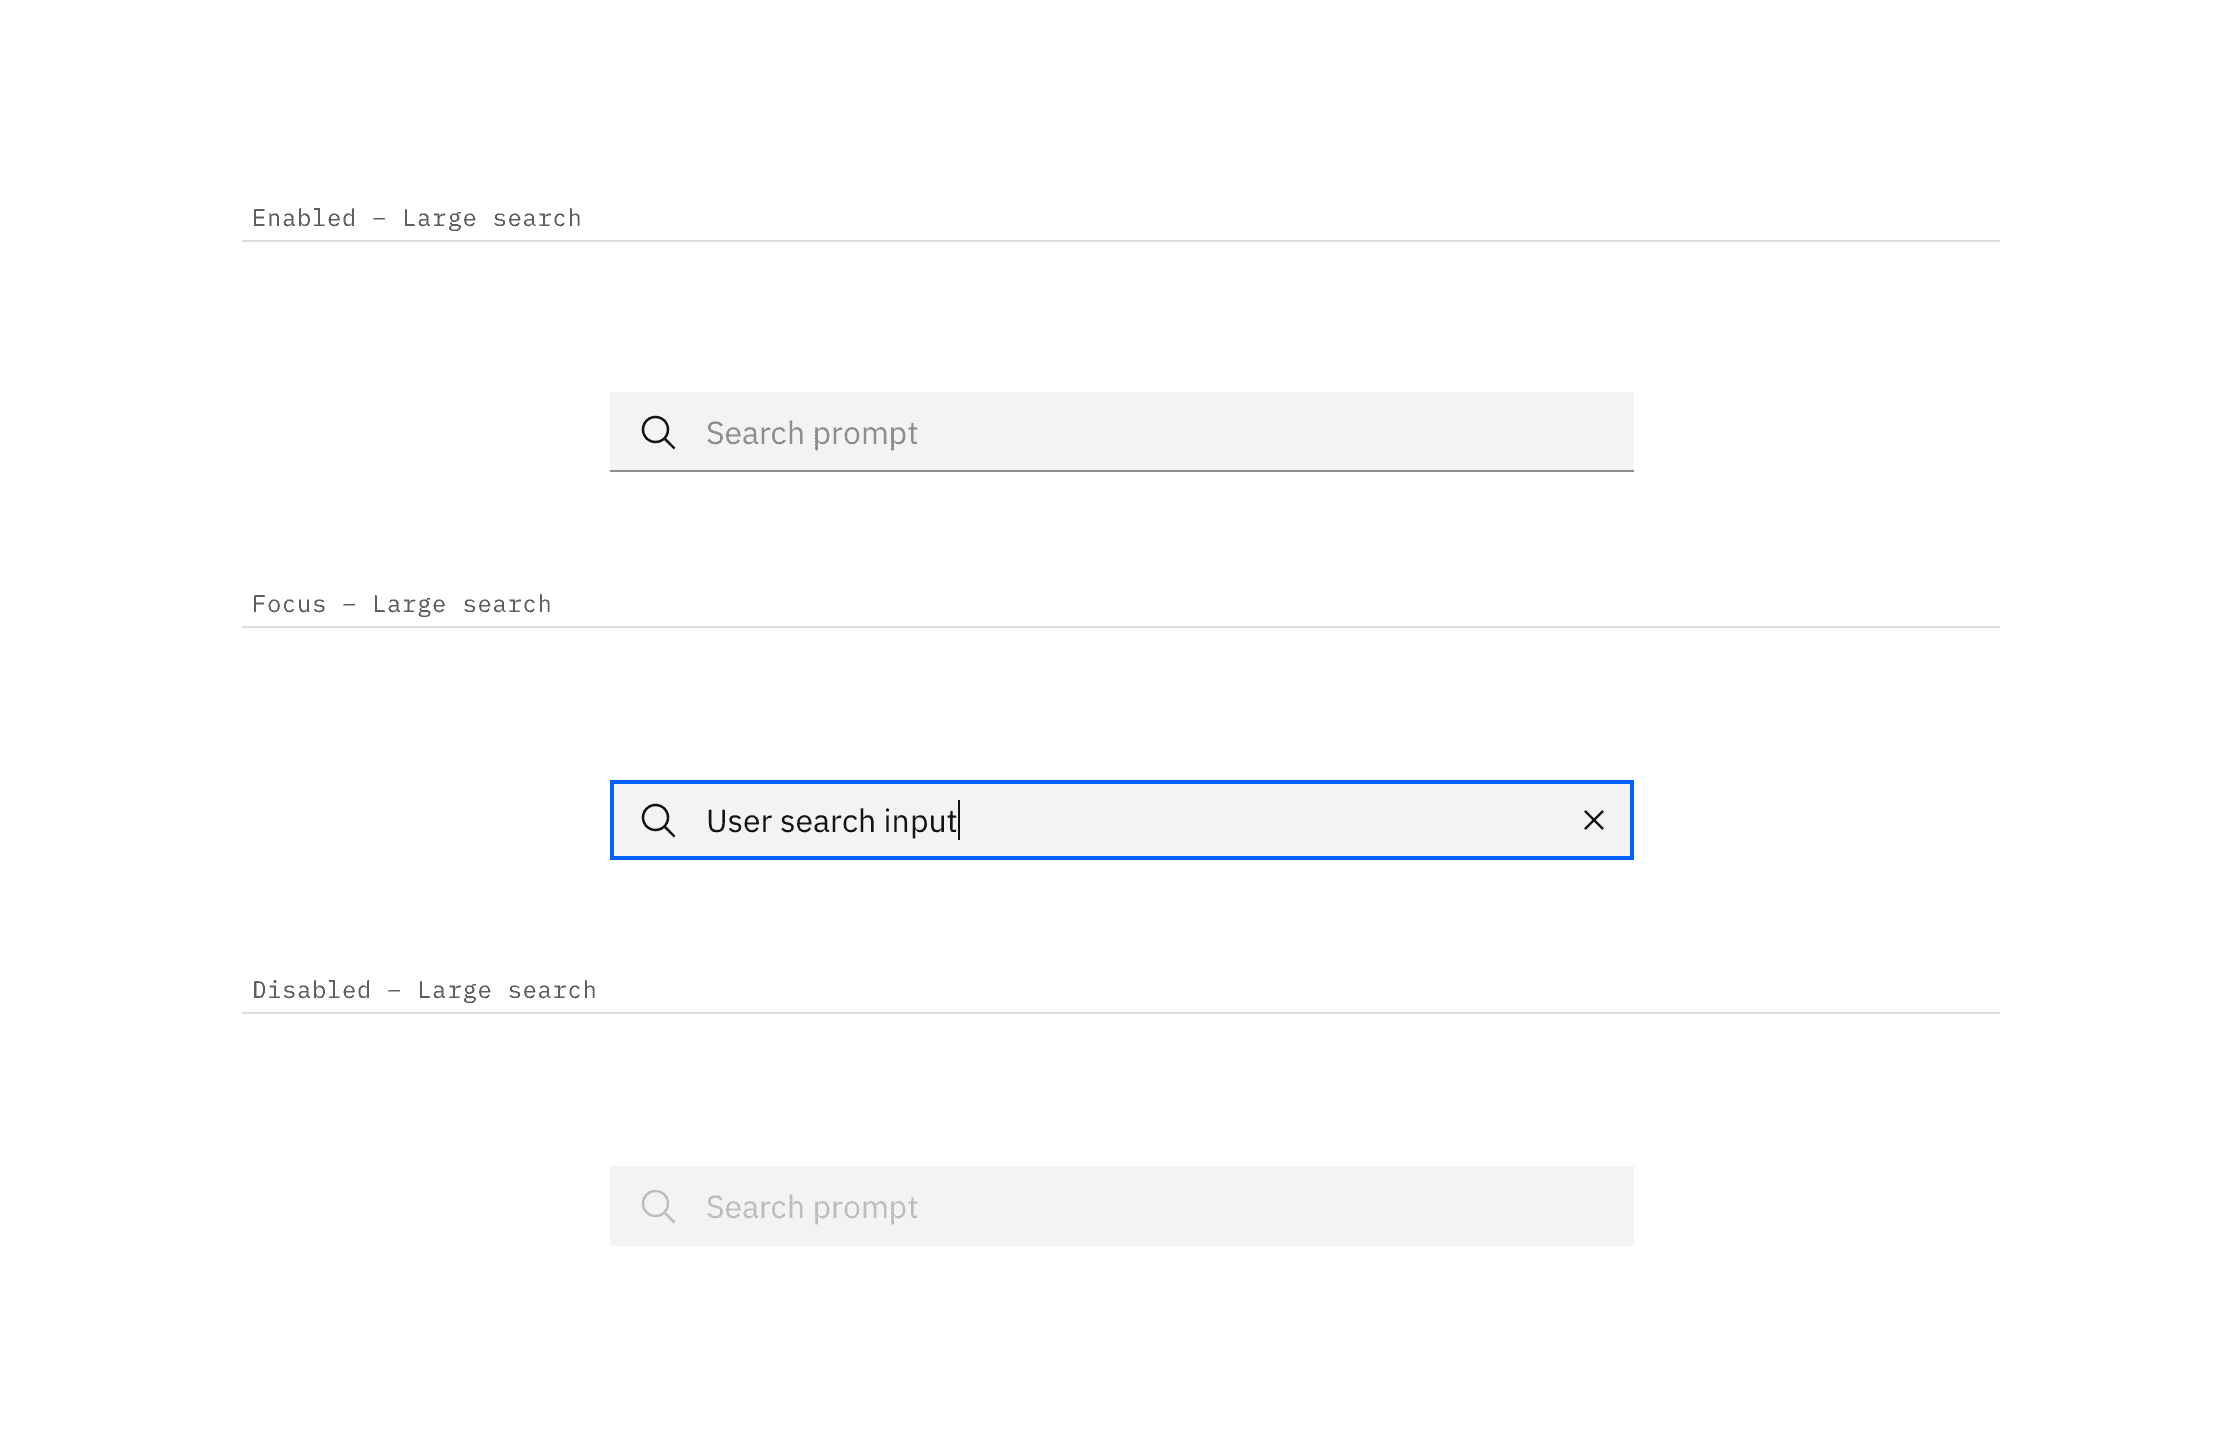 Enabled – Large search
Search prompt
Focus – Large search
User search input
Disabled – Large search
Search prompt